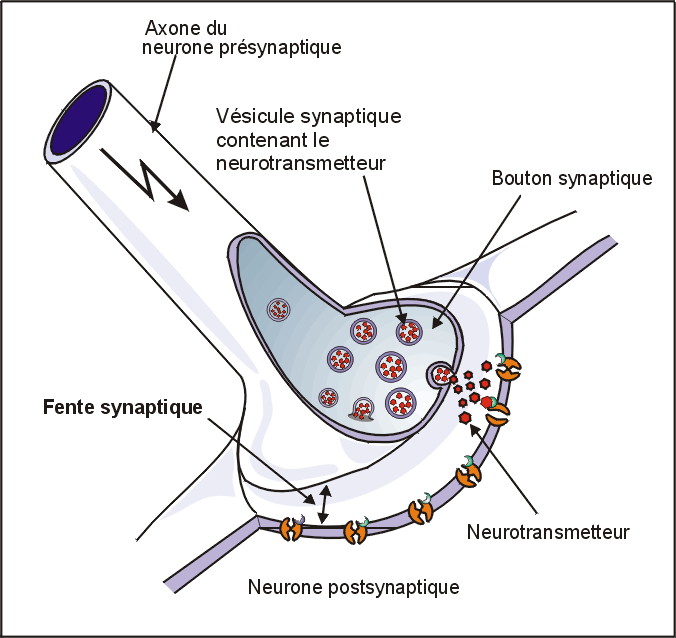 Axone du
neurone présynaptique
Vésicule synaptique
contenant le
neurotransmetteur
Bouton synaptique
Fente synaptique
Neurotransmetteur
Neurone postsynaptique